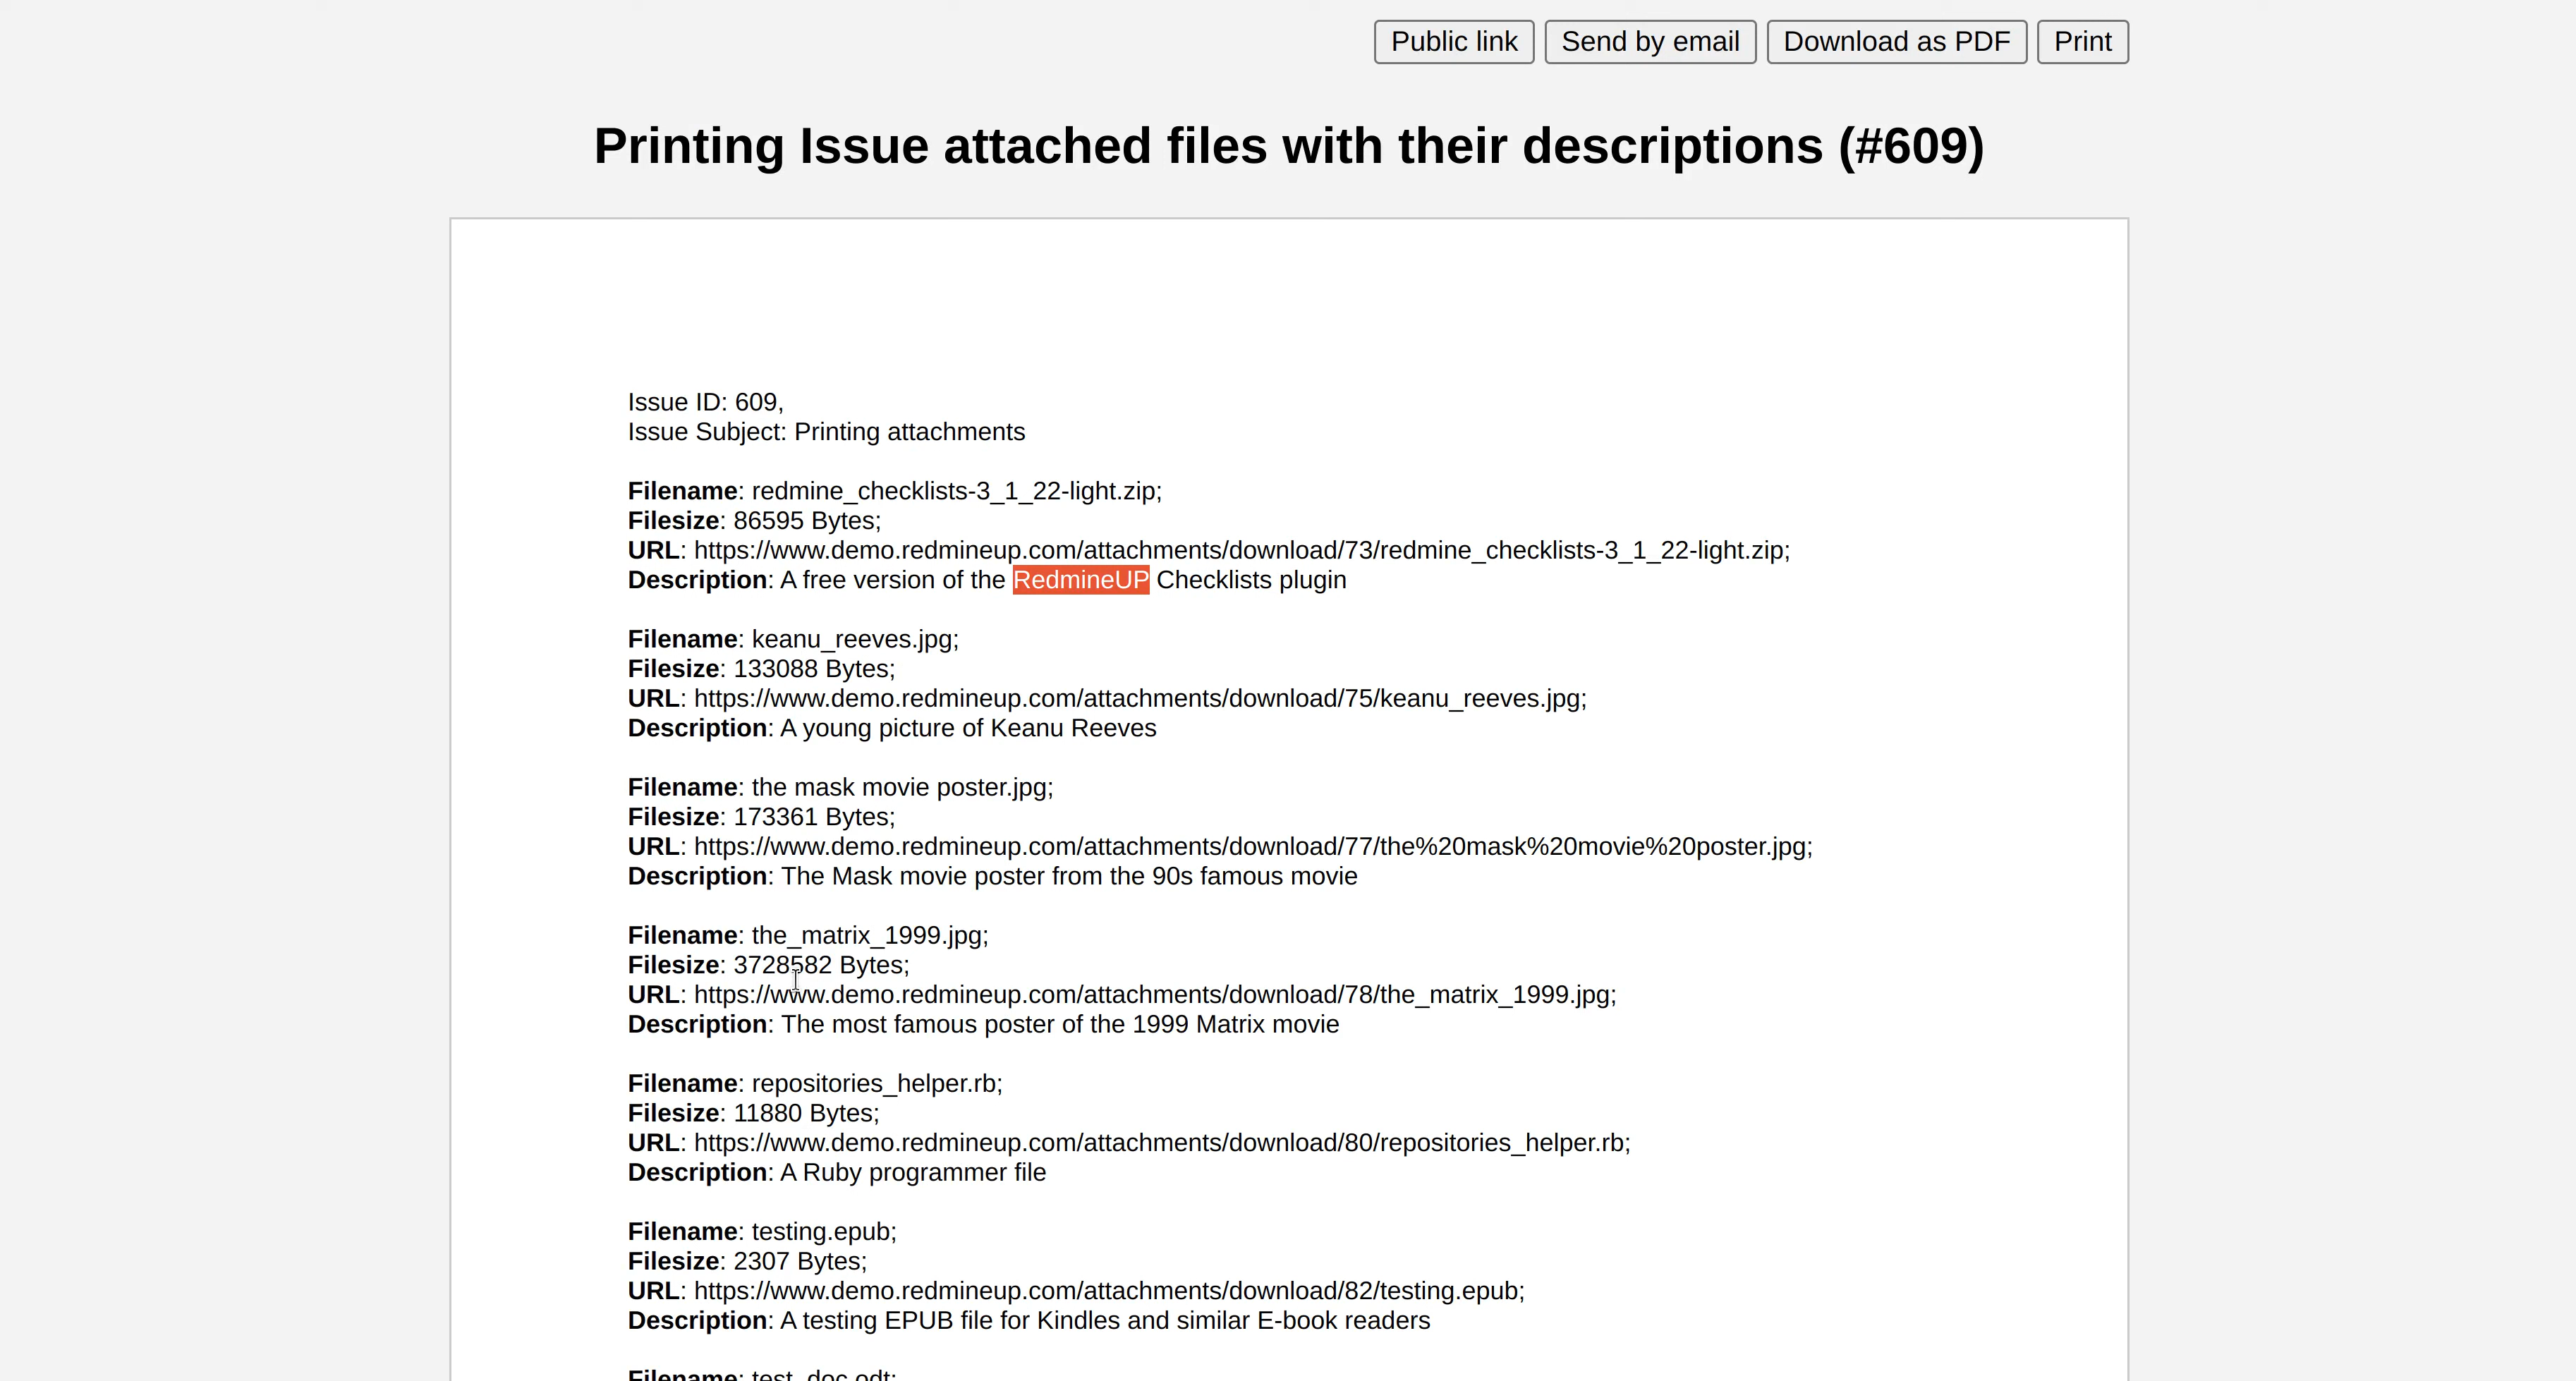 Public link Send by email Download as PDF Print
Printing Issue attached files with their descriptions (#609)
Issue ID: 609,
Issue Subject: Printing attachments
Filename: redmine_checklists-3_1_22-light.zip;
Filesize: 86595 Bytes;
URL: https://www.demo.redmineup.com/attachments/download/73/redmine_checklists-3_1_22-light.zip;
Description: A free version of the RedmineUP Checklists plugin
Filename: keanu_reeves.jpg;
Filesize: 133088 Bytes;
URL: https://www.demo.redmineup.com/attachments/download/75/keanu_reeves.jpg;
Description: A young picture of Keanu Reeves
Filename: the mask movie poster.jpg;
Filesize: 173361 Bytes;
URL: https://www.demo.redmineup.com/attachments/download/77/the%20mask%20movie%20poster.jpg;
Description: The Mask movie poster from the 90s famous movie
Filename: the_matrix_1999.jpg;
Filesize: 3728582 Bytes;
URL: https://www.demo.redmineup.com/attachments/download/78/the_matrix_1999.jpg;
Description: The most famous poster of the 1999 Matrix movie
Filename: repositories_helper.rb;
Filesize: 11880 Bytes;
URL: https://www.demo.redmineup.com/attachments/download/80/repositories_helper.rb;
Description: A Ruby programmer file
Filename: testing.epub;
Filesize: 2307 Bytes;
URL: https://www.demo.redmineup.com/attachments/download/82/testing.epub;
Description: A testing EPUB file for Kindles and similar E-book readers
Filename: test_doc.odt;